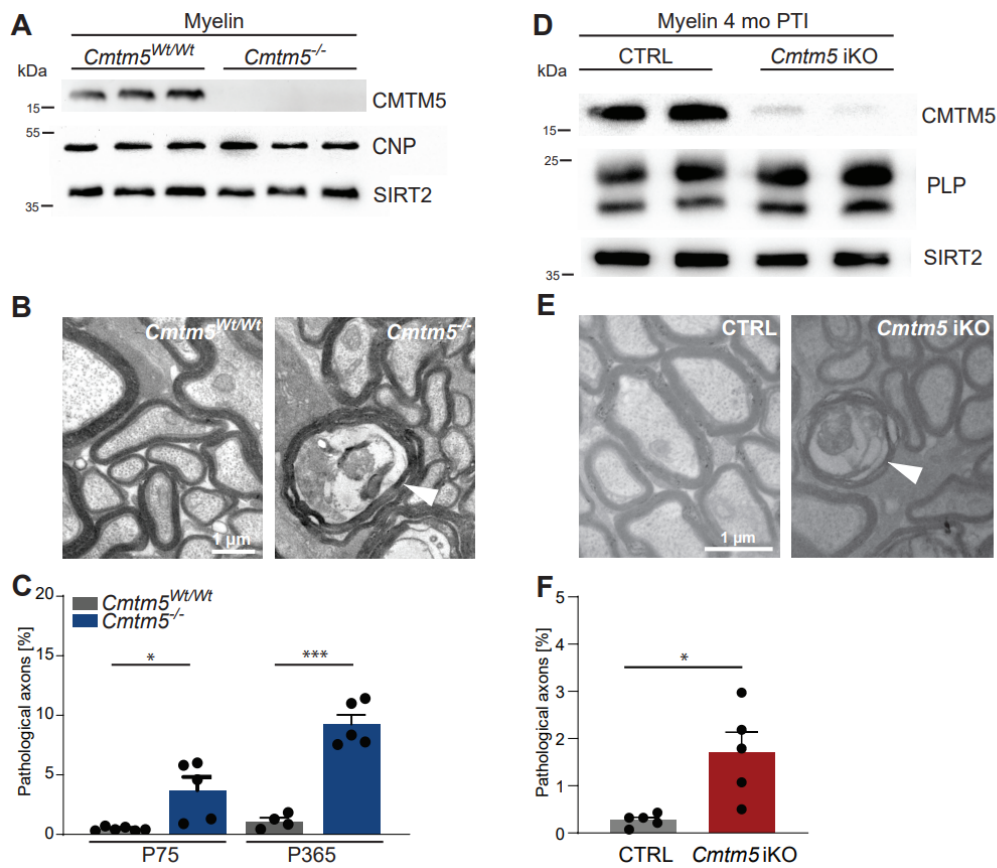 A
Myelin
Cmtm5Wt/Wt Cmtm5-/-
kDa
CMTM5
15
55
CNP
SIRT2
35
D
Myelin 4 mo PTI
CTRL Cmtm5 iKO
kDa
CMTM5
15
25
PLP
SIRT2
35
B
Cmtm5Wt/Wt
1 µm
Cmtm5-/-
E
CTRL
1 µm
Cmtm5 iKO
C
Pathological axons [%]
20
15
10
5
0
Cmtm5Wt/Wt
Cmtm5-/-
*
***
P75 P365
F
Pathological axons [%]
5
4
3
2
1
0
*
CTRL Cmtm5 iKO